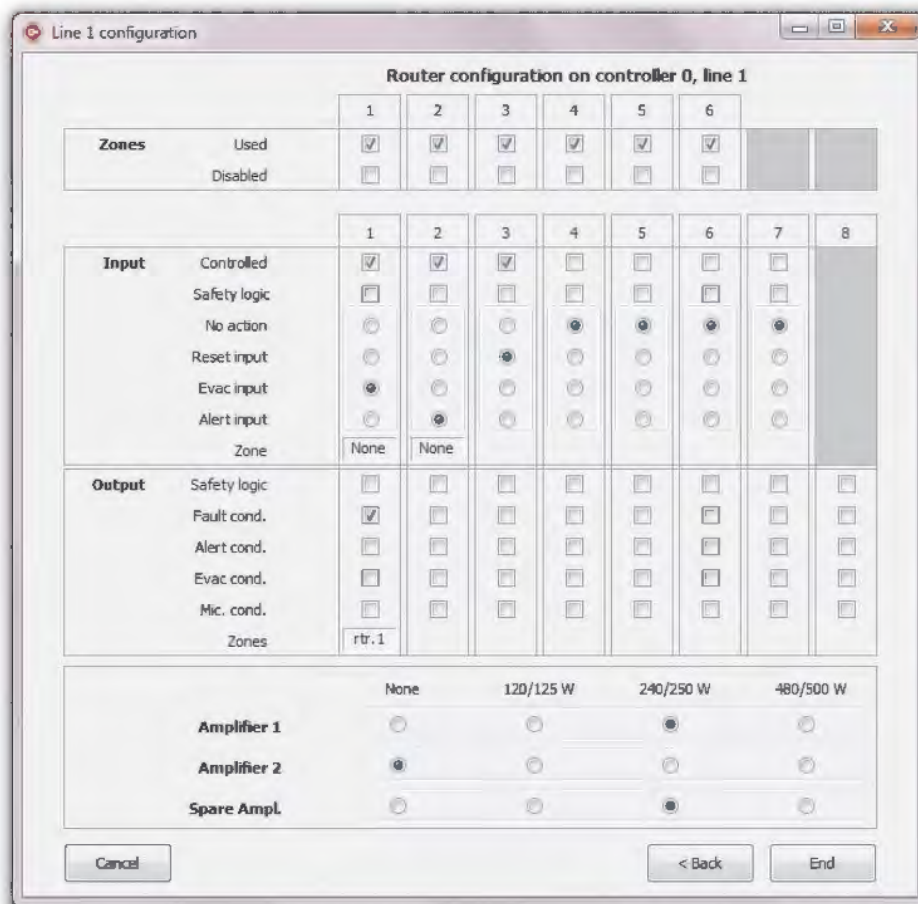 Line 1 configuration
Router configuration on controller 0, line 1
1 2 3 4 5 6
Zones Used
Disabled
1 2 3 4 5 6 7 8
Input Controlled
Safety logic
No action
Reset input
Evac input
Alert input
Zone None None
Output Safety logic
Fault cond.
Alert cond.
Evac cond.
Mic. cond.
Zones rtr.1
None 120/125 W 240/250 W 480/500 W
Amplifier 1
Amplifier 2
Spare Ampl.
Cancel < Back End